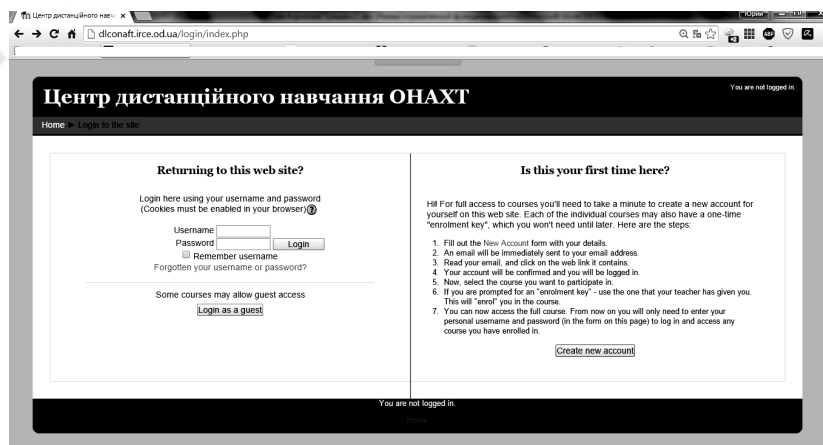 Центр дистанційного навч
Юрий
dlconaft.irce.od.ua/login/index.php
ABP
Центр дистанційного навчання ОНАХТ
You are not logged in.
Home ► Login to the site
Returning to this web site?
Login here using your username and password
(Cookies must be enabled in your browser)
Username
Password
Login
Remember username
Forgotten your username or password?
Some courses may allow guest access
Login as a guest
Is this your first time here?
Hi! For full access to courses you'll need to take a minute to create a new account for
yourself on this web site. Each of the individual courses may also have a one-time
"enrolment key", which you won't need until later. Here are the steps:
1. Fill out the New Account form with your details.
2. An email will be immediately sent to your email address.
3. Read your email, and click on the web link it contains.
4. Your account will be confirmed and you will be logged in.
5. Now, select the course you want to participate in.
6. If you are prompted for an "enrolment key" - use the one that your teacher has given you.
This will "enrol" you in the course.
7. You can now access the full course. From now on you will only need to enter your
personal username and password (in the form on this page) to log in and access any
course you have enrolled in.
Create new account
You are not logged in.
Home